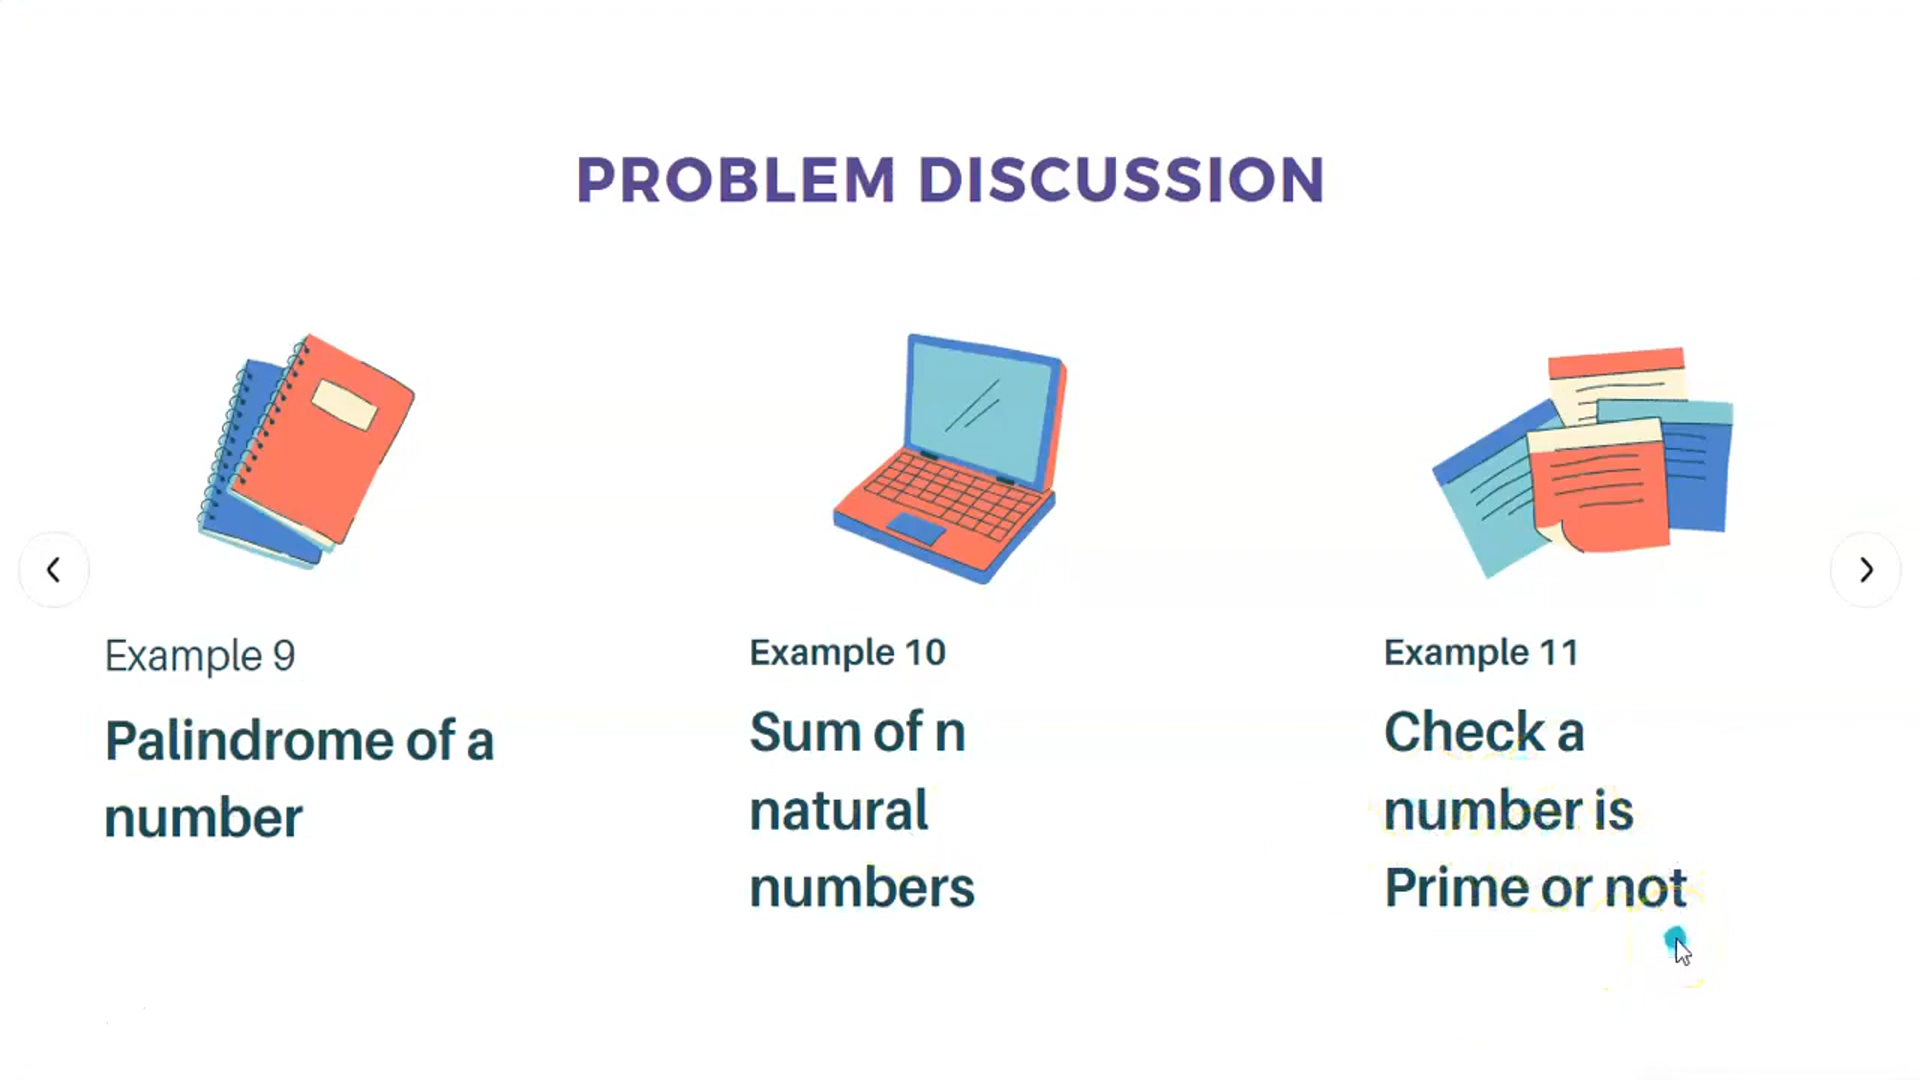 PROBLEM DISCUSSION
Example 9
Palindrome of a
number
Example 10
Sum of n
natural
numbers
Example 11
Check a
number is
Prime or not